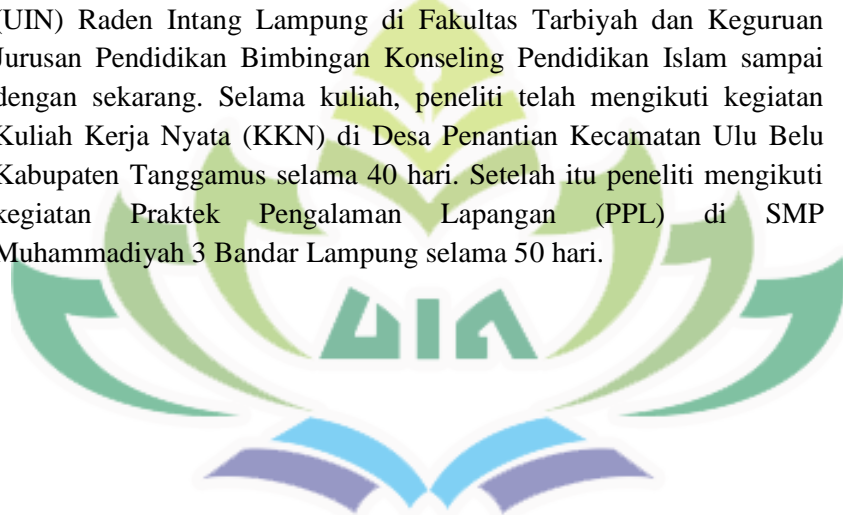 (UIN) Raden Intang Lampung di Fakultas Tarbiyah dan Keguruan
Jurusan Pendidikan Bimbingan Konseling Pendidikan Islam sampai
dengan sekarang. Selama kuliah, peneliti telah mengikuti kegiatan
Kuliah Kerja Nyata (KKN) di Desa Penantian Kecamatan Ulu Belu
Kabupaten Tanggamus selama 40 hari. Setelah itu peneliti mengikuti
kegiatan Praktek Pengalaman Lapangan (PPL) di SMP
Muhammadiyah 3 Bandar Lampung selama 50 hari.
UIN